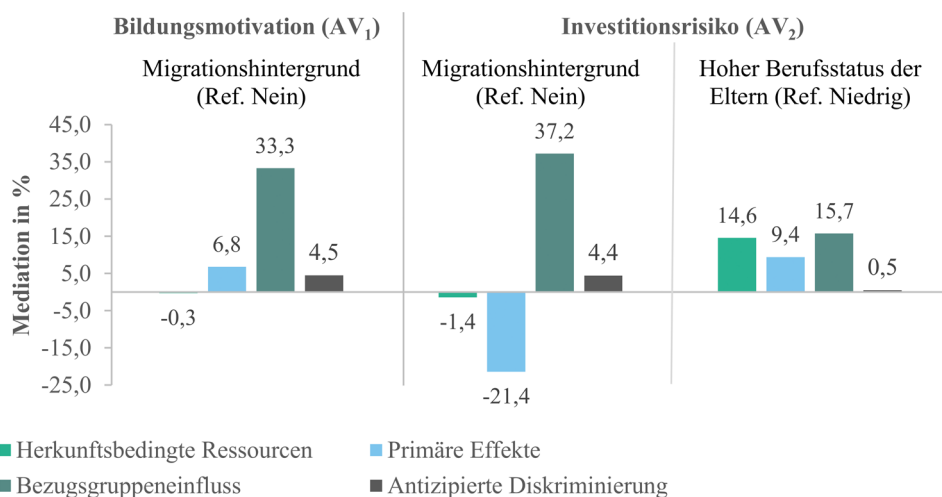 Bildungsmotivation (AV₁)
Investitionsrisiko (AV₂)
Migrationshintergrund
(Ref. Nein)
Migrationshintergrund
(Ref. Nein)
Hoher Berufsstatus der
Eltern (Ref. Niedrig)
Mediation in %
45,0
35,0
25,0
15,0
5,0
-5,0
-15,0
-25,0
-0,3
6,8
33,3
4,5
-1,4
-21,4
37,2
4,4
14,6
9,4
15,7
0,5
Herkunftsbedingte Ressourcen
Primäre Effekte
Bezugsgruppeneinfluss
Antizipierte Diskriminierung